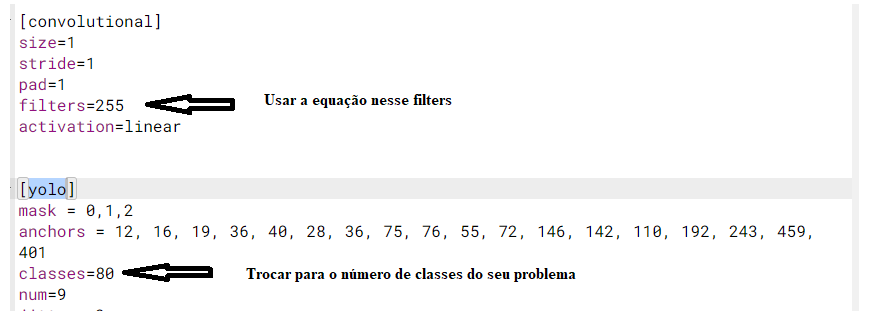 [convolutional]
size=1
stride=1
pad=1
filters=255
Usar a equação nesse filters
activation=linear
[yolo]
mask = 0,1,2
anchors = 12, 16, 19, 36, 40, 28, 36, 75, 76, 55, 72, 146, 142, 110, 192, 243, 459,
401
classes=80
Trocar para o número de classes do seu problema
num=9